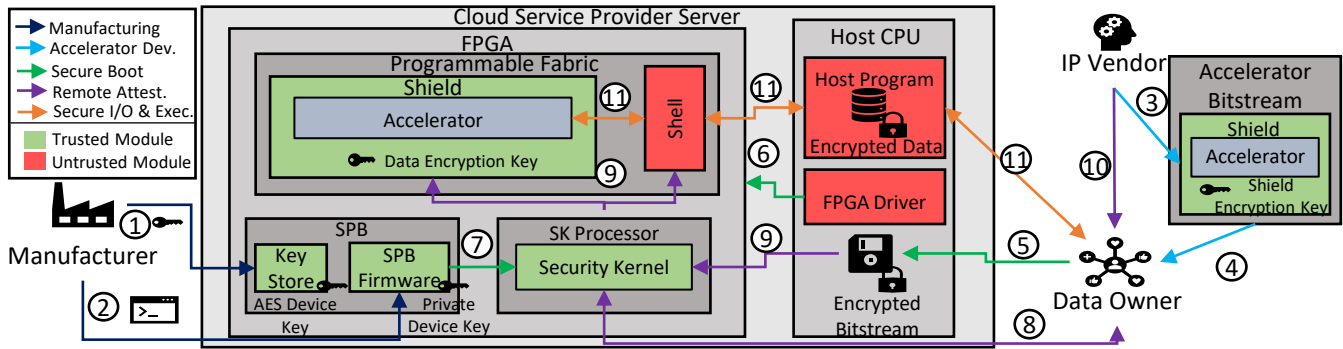 Manufacturing
Accelerator Dev.
Secure Boot
Remote Attest.
Secure I/O & Exec.
Trusted Module
Untrusted Module
Manufacturer
1
2
>_
Cloud Service Provider Server
FPGA
Programmable Fabric
Shield
Accelerator
Data Encryption Key
11
Shell
9
SPB
Key
Store
SPB
Firmware
AES Device
Key
Private
Device Key
7
SK Processor
Security Kernel
6
11
Host CPU
Host Program
Encrypted Data
FPGA Driver
9
Encrypted
Bitstream
11
5
8
IP Vendor
3
10
Accelerator
Bitstream
Shield
Accelerator
Shield
Encryption Key
4
Data Owner